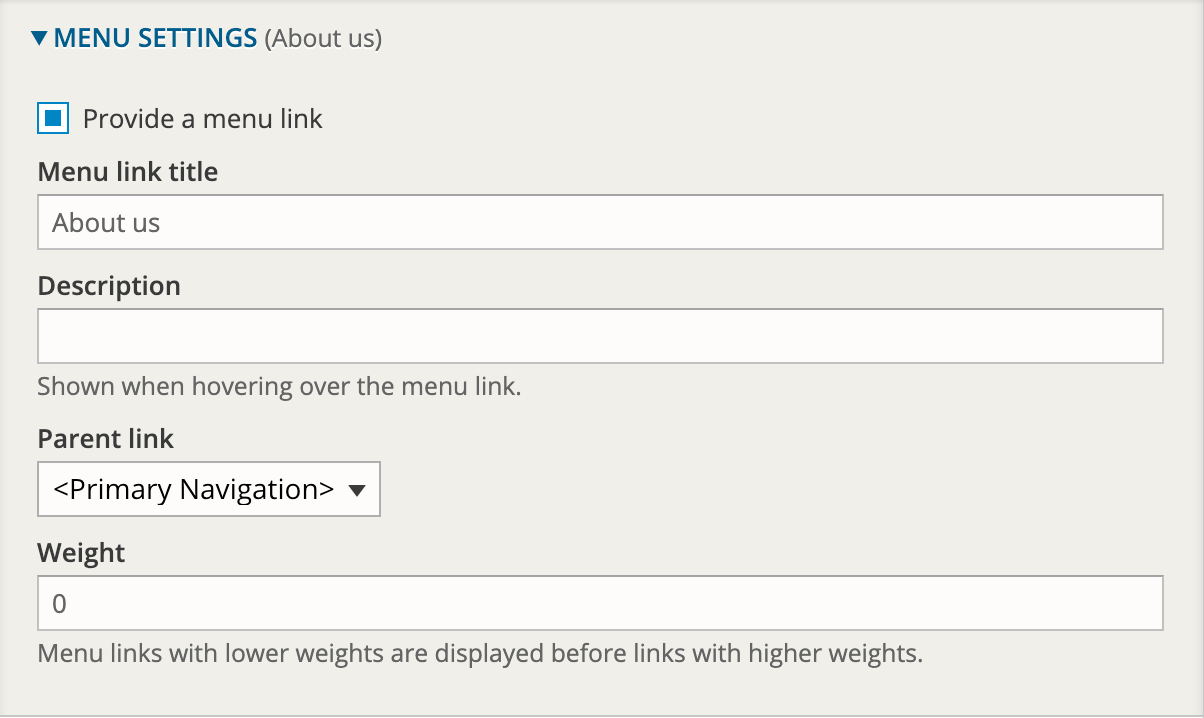 MENU SETTINGS (About us)
Provide a menu link
Menu link title
About us
Description
Shown when hovering over the menu link.
Parent link
<Primary Navigation>
Weight
0
Menu links with lower weights are displayed before links with higher weights.